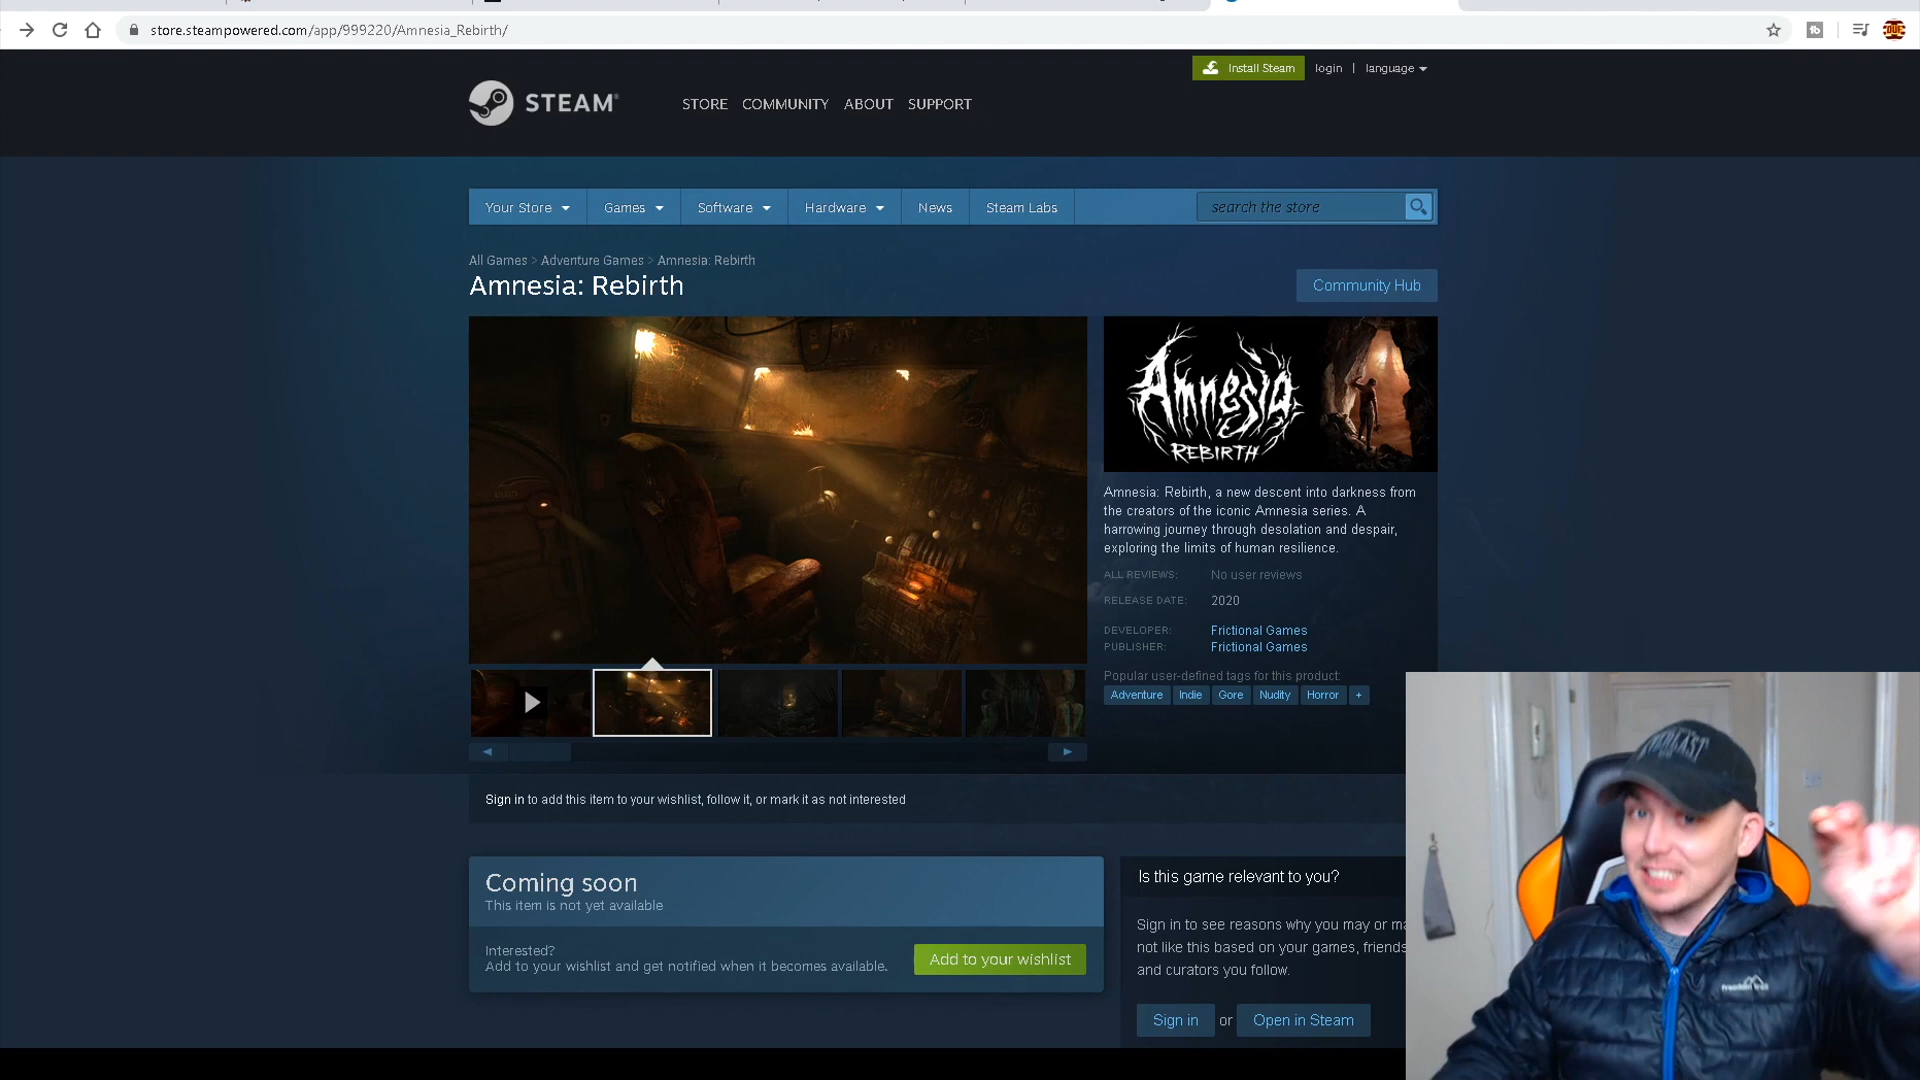 store.steampowered.com/app/999220/Amnesia_Rebirth/
Install Steam
login | language
STEAM
STORE COMMUNITY ABOUT SUPPORT
Your Store
Games
Software
Hardware
News
Steam Labs
search the store
All Games > Adventure Games > Amnesia: Rebirth
Amnesia: Rebirth
Community Hub
Amnesia
REBIRTH
Amnesia: Rebirth, a new descent into darkness from
the creators of the iconic Amnesia series. A
harrowing journey through desolation and despair,
exploring the limits of human resilience.
ALL REVIEWS: No user reviews
RELEASE DATE: 2020
DEVELOPER: Frictional Games
PUBLISHER: Frictional Games
Popular user-defined tags for this product:
Adventure Indie Gore Nudity Horror +
Sign in to add this item to your wishlist, follow it, or mark it as not interested
Coming soon
This item is not yet available
Interested?
Add to your wishlist and get notified when it becomes available.
Add to your wishlist
Is this game relevant to you?
Sign in to see reasons why you may or
not like this based on your games, friends,
and curators you follow.
Sign in or Open in Steam